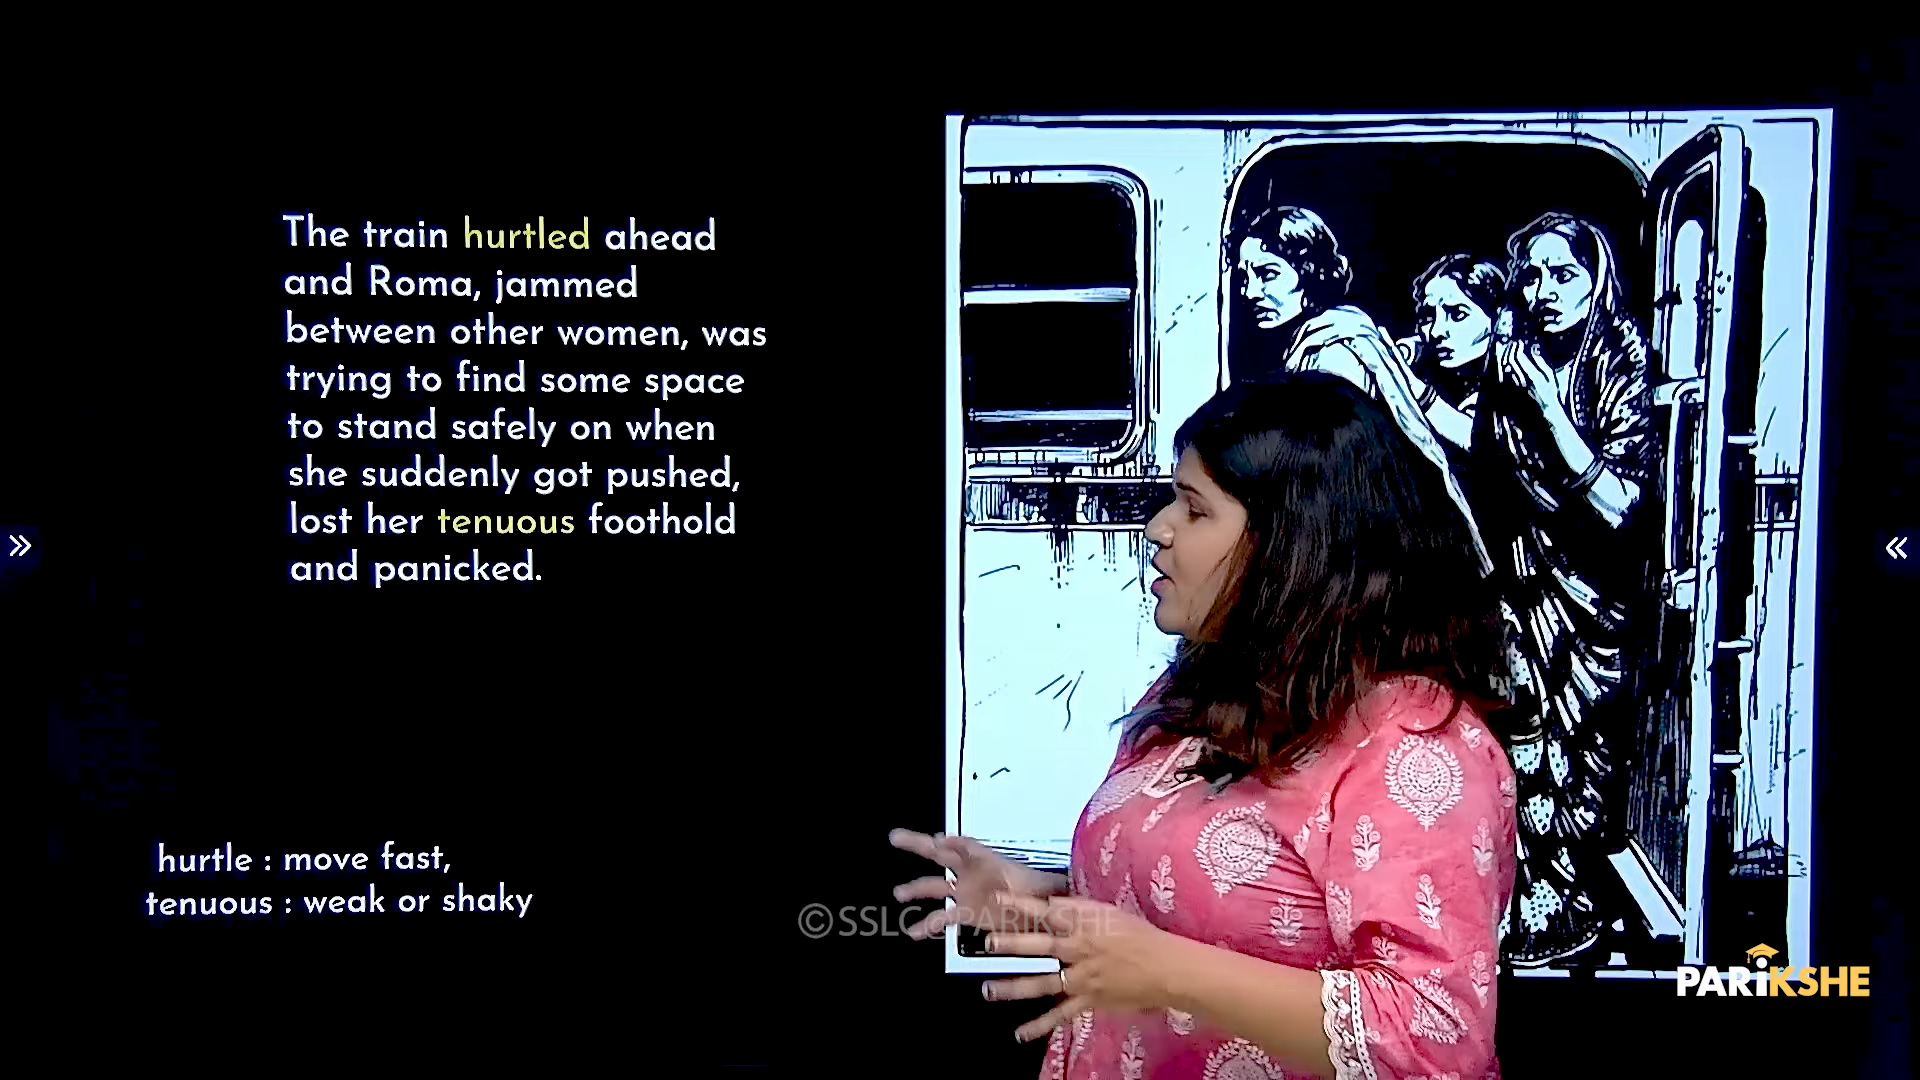 The train hurtled ahead
and Roma, jammed
between other women, was
trying to find some space
to stand safely on when
she suddenly got pushed,
lost her tenuous foothold
and panicked.
hurtle : move fast,
tenuous : weak or shaky
©SSLC@PARIKSHE
PARIKSHE